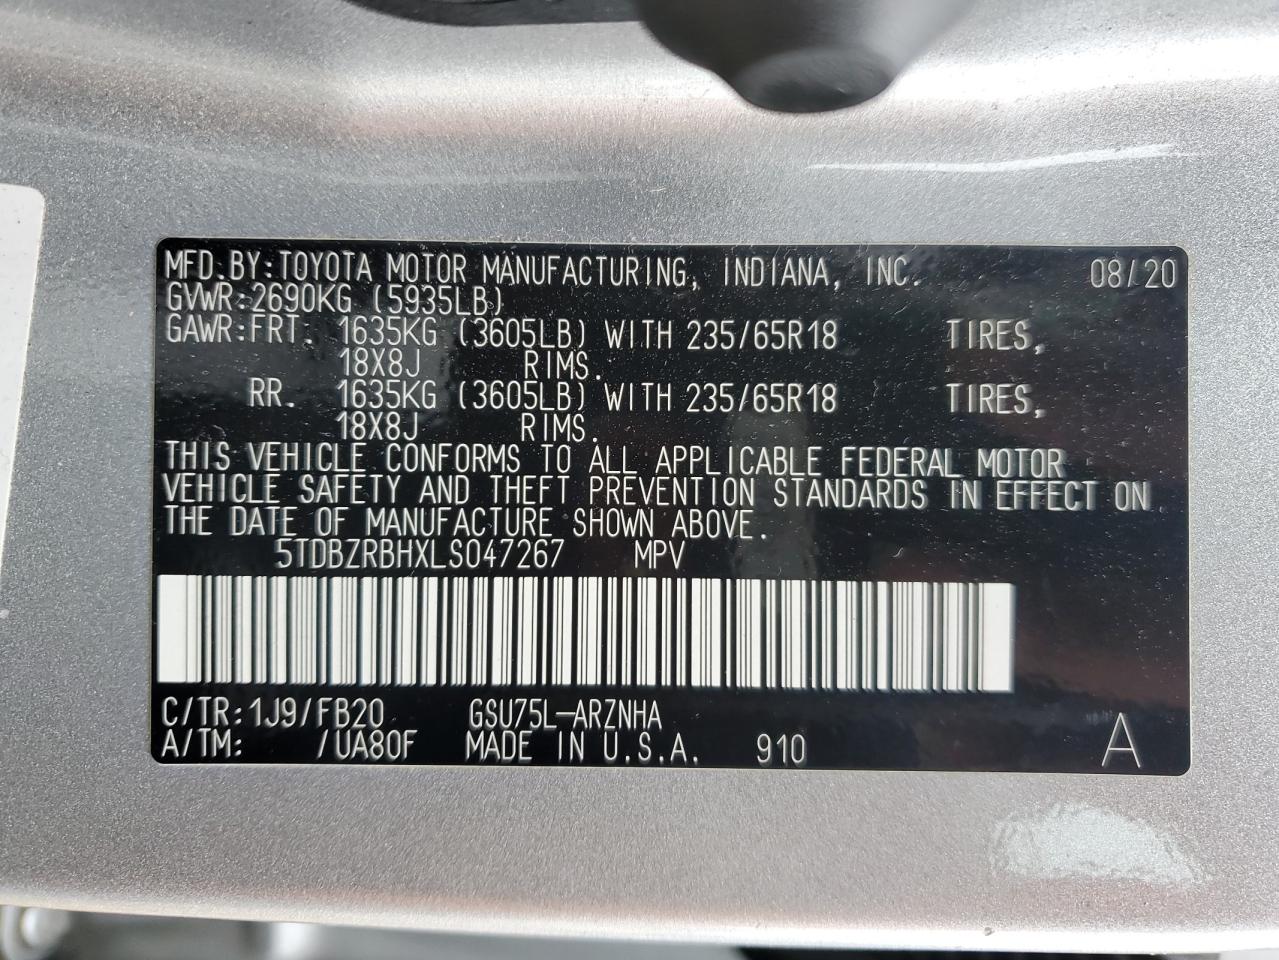 MFD.BY:TOYOTA MOTOR MANUFACTURING, INDIANA, INC. 08/20
GVWR:2690KG (5935LB)
GAWR:FRT. 1635KG (3605LB) WITH 235/65R18 TIRES,
18X8J RIMS.
RR. 1635KG (3605LB) WITH 235/65R18 TIRES,
18X8J RIMS.
THIS VEHICLE CONFORMS TO ALL APPLICABLE FEDERAL MOTOR
VEHICLE SAFETY AND THEFT PREVENTION STANDARDS IN EFFECT ON
THE DATE OF MANUFACTURE SHOWN ABOVE.
5TDBZRBHXLS047267 MPV
C/TR:1J9/FB20 GSU75L-ARZNHA
A/TM: /UA80F MADE IN U.S.A. 910 A